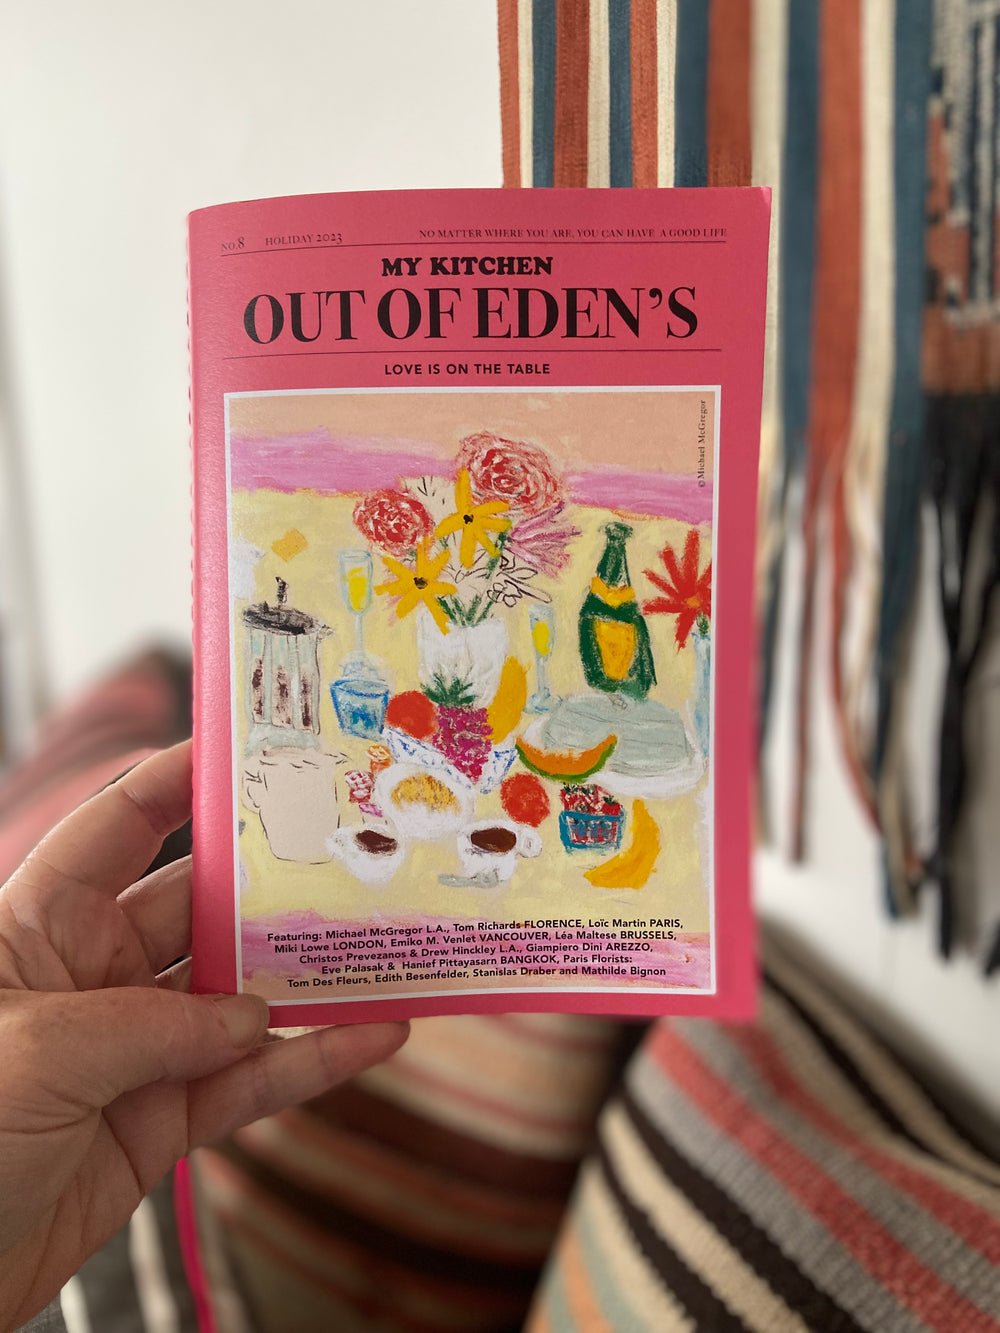 NO.8 HOLIDAY 2023 NO MATTER WHERE YOU ARE, YOU CAN HAVE A GOOD LIFE
MY KITCHEN
OUT OF EDEN'S
LOVE IS ON THE TABLE
© Michael McGregor
Featuring: Michael McGregor L.A., Tom Richards FLORENCE, Loïc Martin PARIS,
Miki Lowe LONDON, Emiko M. Venlet VANCOUVER, Léa Maltese BRUSSELS,
Christos Prevezanos & Drew Hinckley L.A., Giampiero Dini AREZZO,
Eve Palasak & Hanief Pittayasarn BANGKOK, Paris Florists:
Tom Des Fleurs, Edith Besenfelder, Stanislas Draber and Mathilde Bignon